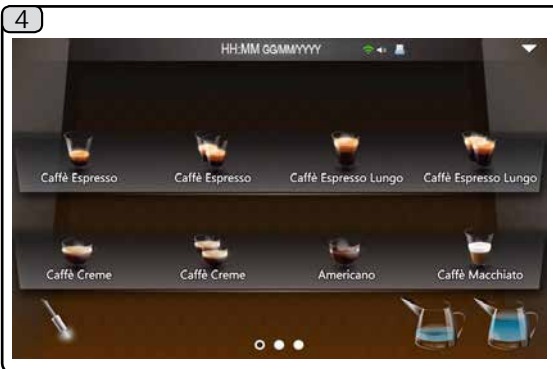 4
HH:MM GG/MM/YYYY
Caffè Espresso Caffè Espresso Caffè Espresso Lungo Caffè Espresso Lungo
Caffè Creme Caffè Creme Americano Caffè Macchiato